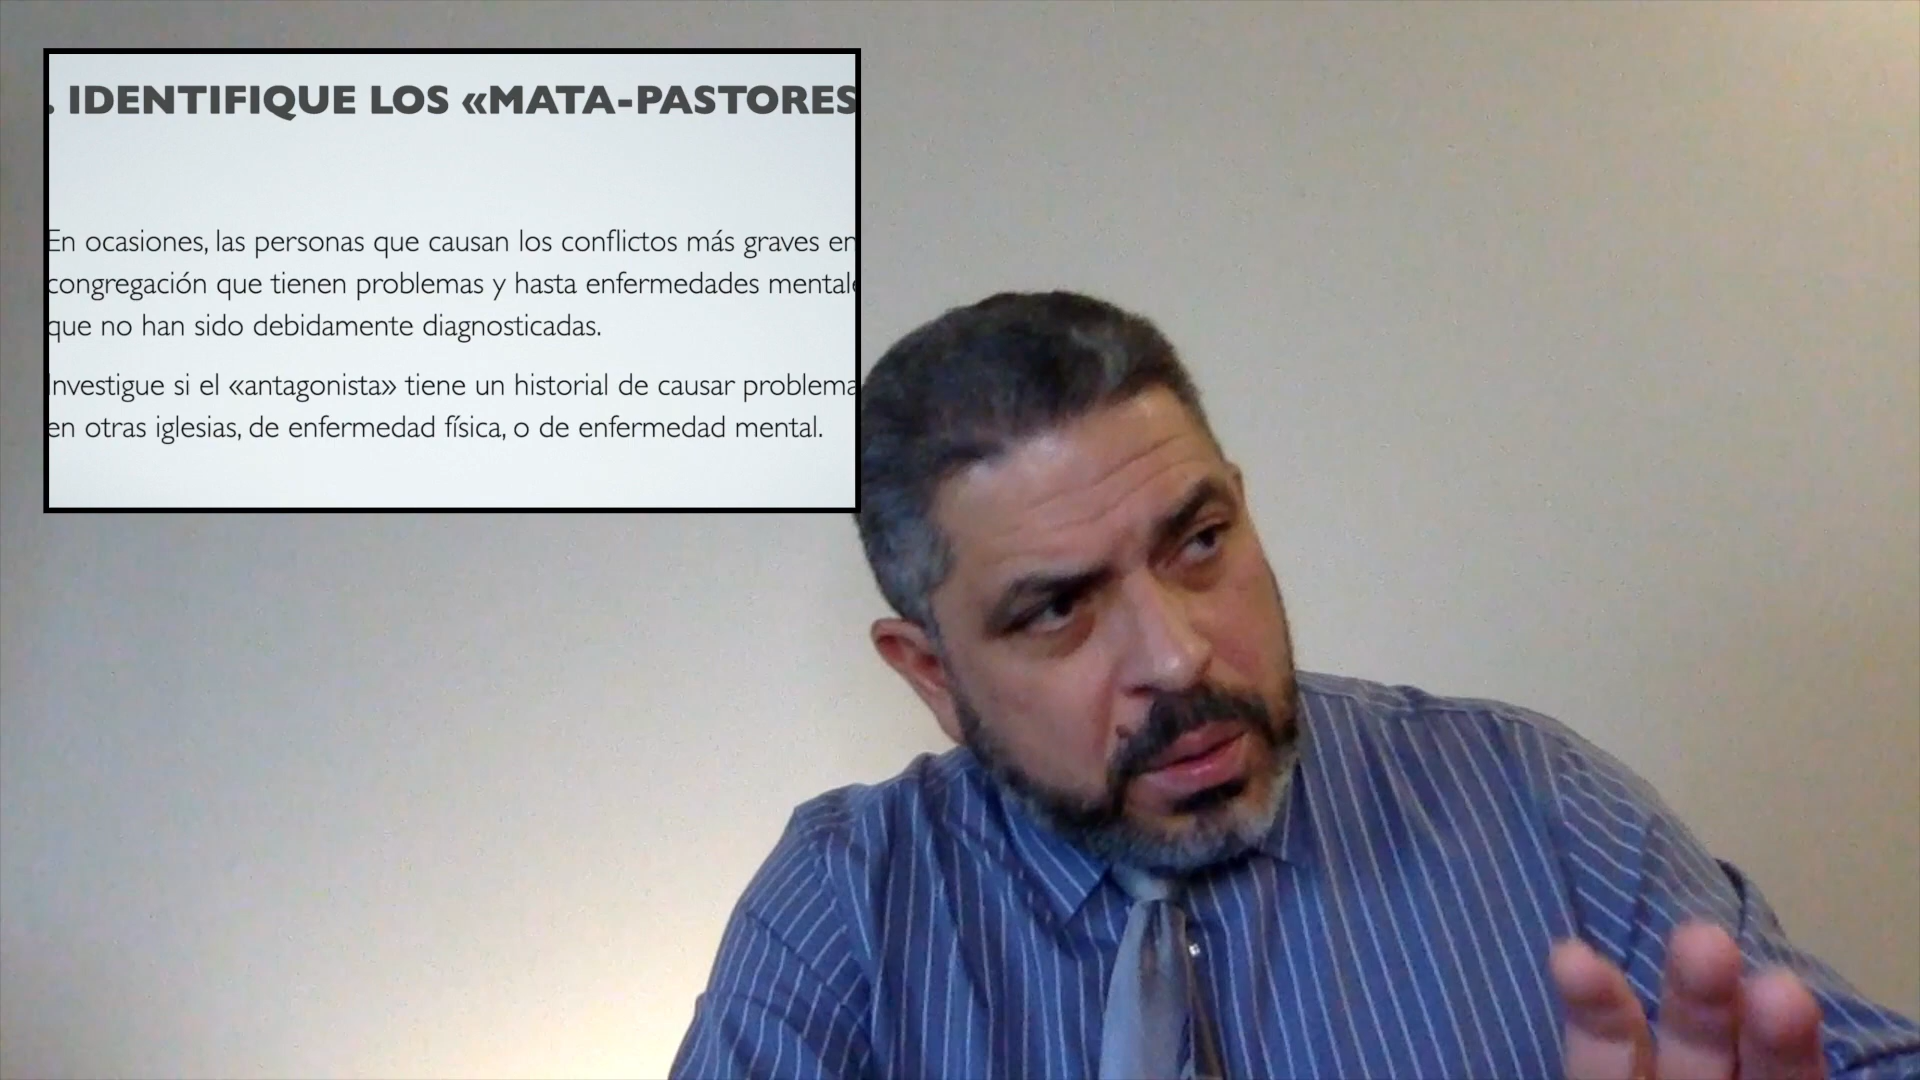 . IDENTIFIQUE LOS «MATA-PASTORES
En ocasiones, las personas que causan los conflictos más graves en
congregación que tienen problemas y hasta enfermedades mentale
que no han sido debidamente diagnosticadas.
Investigue si el «antagonista» tiene un historial de causar problema
en otras iglesias, de enfermedad física, o de enfermedad mental.